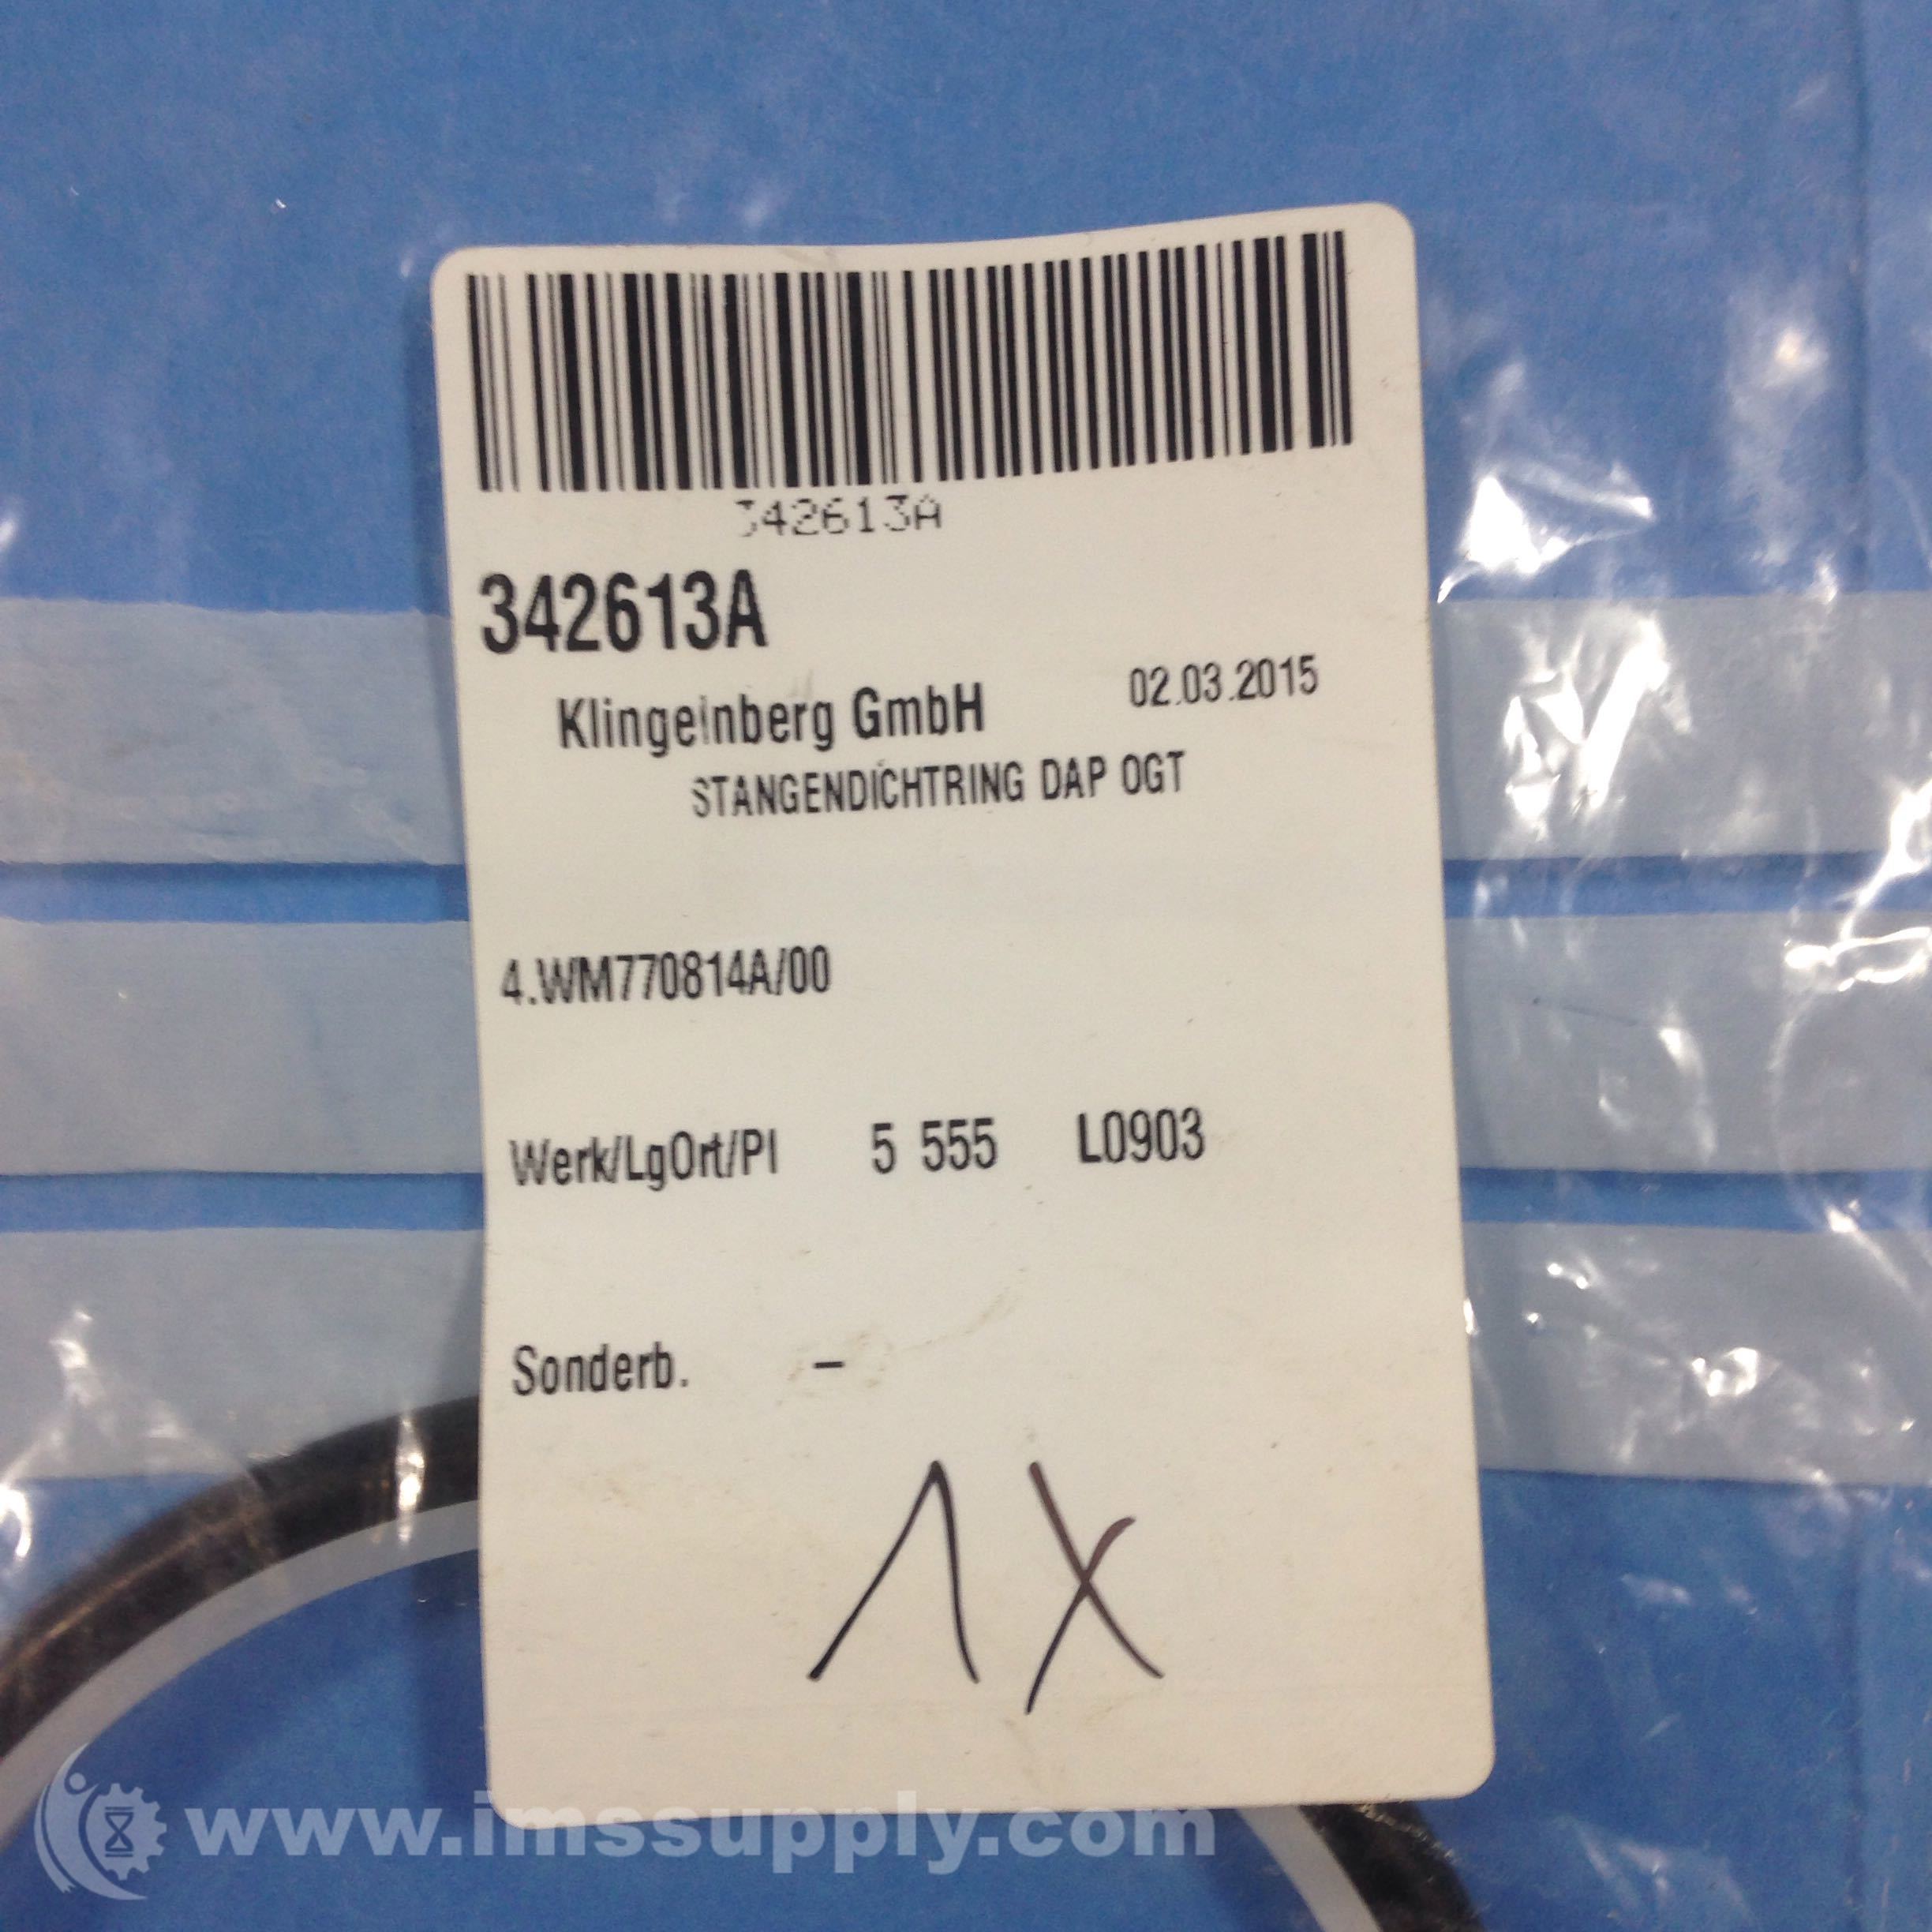 342613A
342613A
Klingelnberg GmbH 02.03.2015
STANGENDICHTRING DAP OGT
4.WM770814A/00
Werk/LgOrt/Pl 5 555 L0903
Sonderb. -
1X
www.imssupply.com